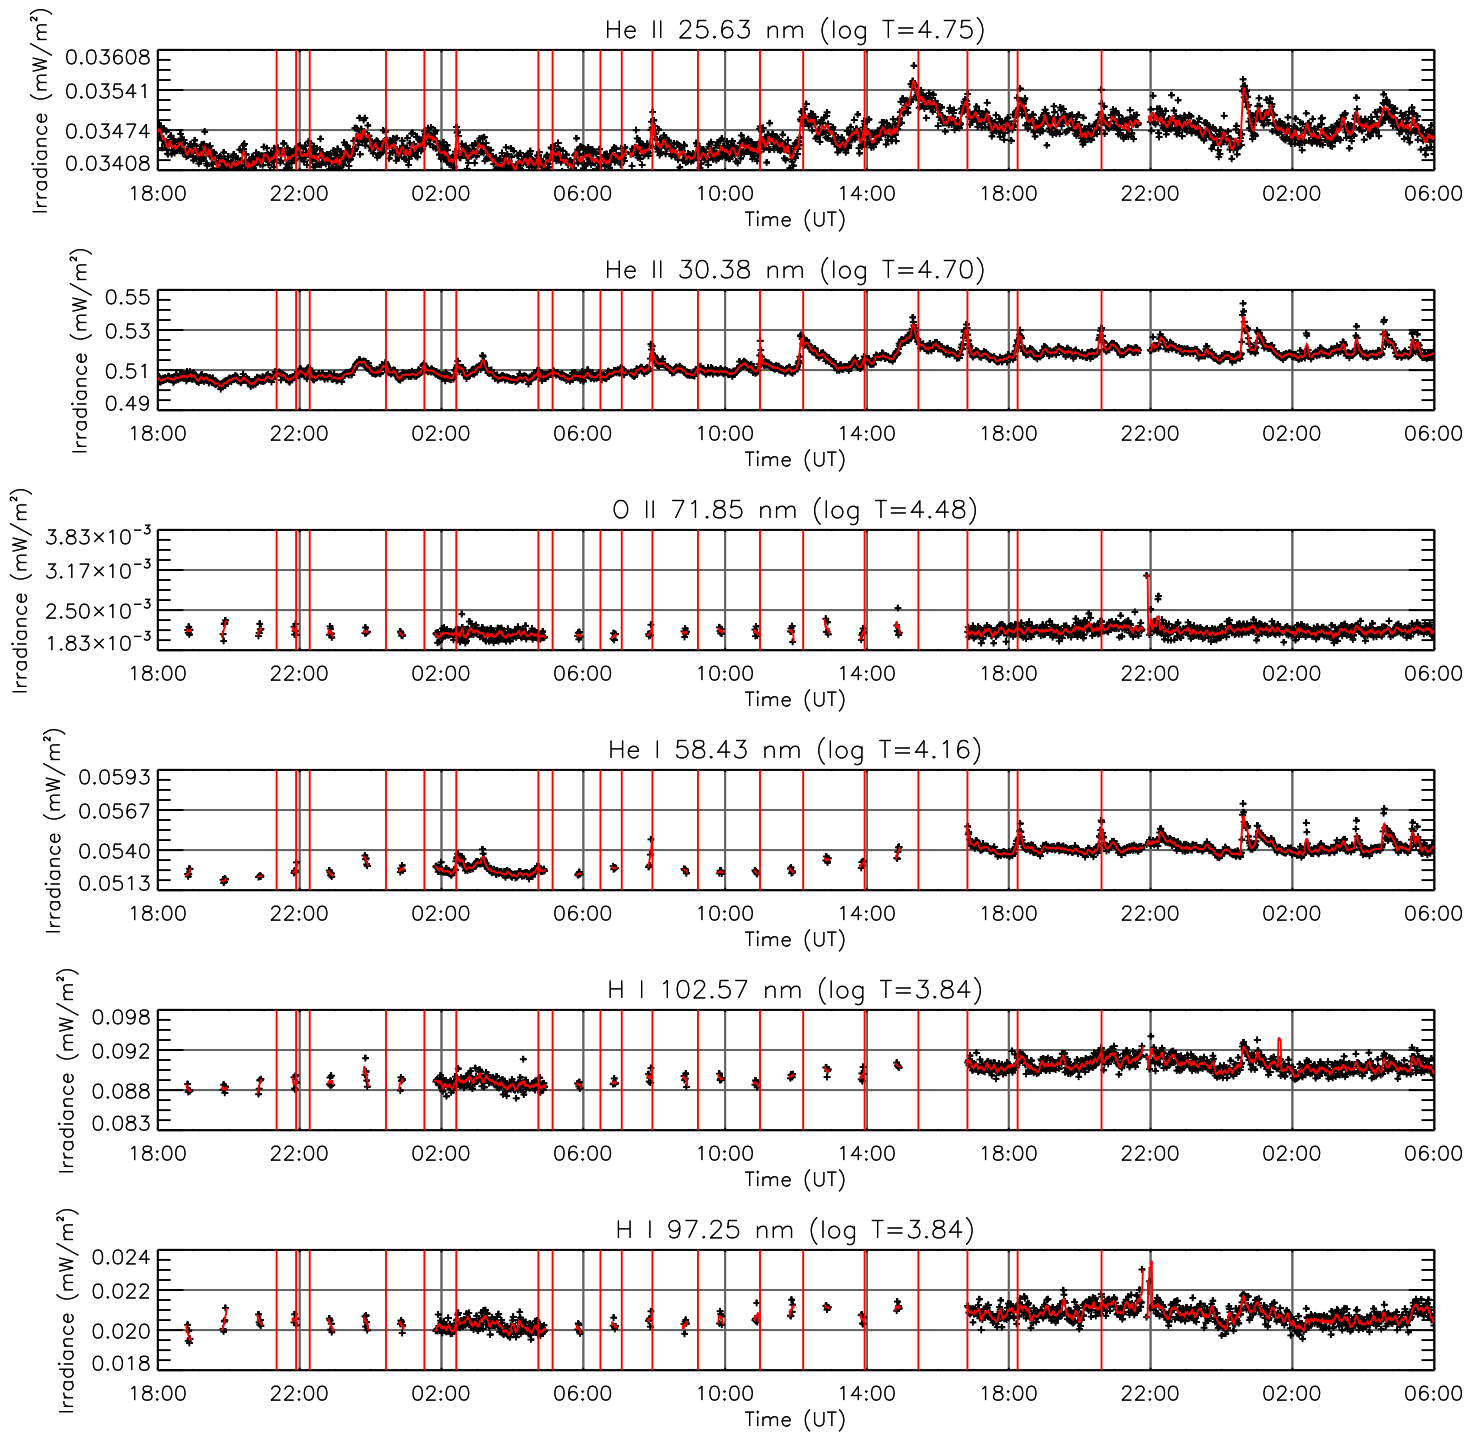 He II 25.63 nm (log T=4.75)
Irradiance (mW/m²)
0.03608
0.03541
0.03474
0.03408
18:00 22:00 02:00 06:00 10:00 14:00 18:00 22:00 02:00 06:00
Time (UT)
He II 30.38 nm (log T=4.70)
Irradiance (mW/m²)
0.55
0.53
0.51
0.49
18:00 22:00 02:00 06:00 10:00 14:00 18:00 22:00 02:00 06:00
Time (UT)
O II 71.85 nm (log T=4.48)
Irradiance (mW/m²)
3.83×10⁻³
3.17×10⁻³
2.50×10⁻³
1.83×10⁻³
18:00 22:00 02:00 06:00 10:00 14:00 18:00 22:00 02:00 06:00
Time (UT)
He I 58.43 nm (log T=4.16)
Irradiance (mW/m²)
0.0593
0.0567
0.0540
0.0513
18:00 22:00 02:00 06:00 10:00 14:00 18:00 22:00 02:00 06:00
Time (UT)
H I 102.57 nm (log T=3.84)
Irradiance (mW/m²)
0.098
0.092
0.088
0.083
18:00 22:00 02:00 06:00 10:00 14:00 18:00 22:00 02:00 06:00
Time (UT)
H I 97.25 nm (log T=3.84)
Irradiance (mW/m²)
0.024
0.022
0.020
0.018
18:00 22:00 02:00 06:00 10:00 14:00 18:00 22:00 02:00 06:00
Time (UT)